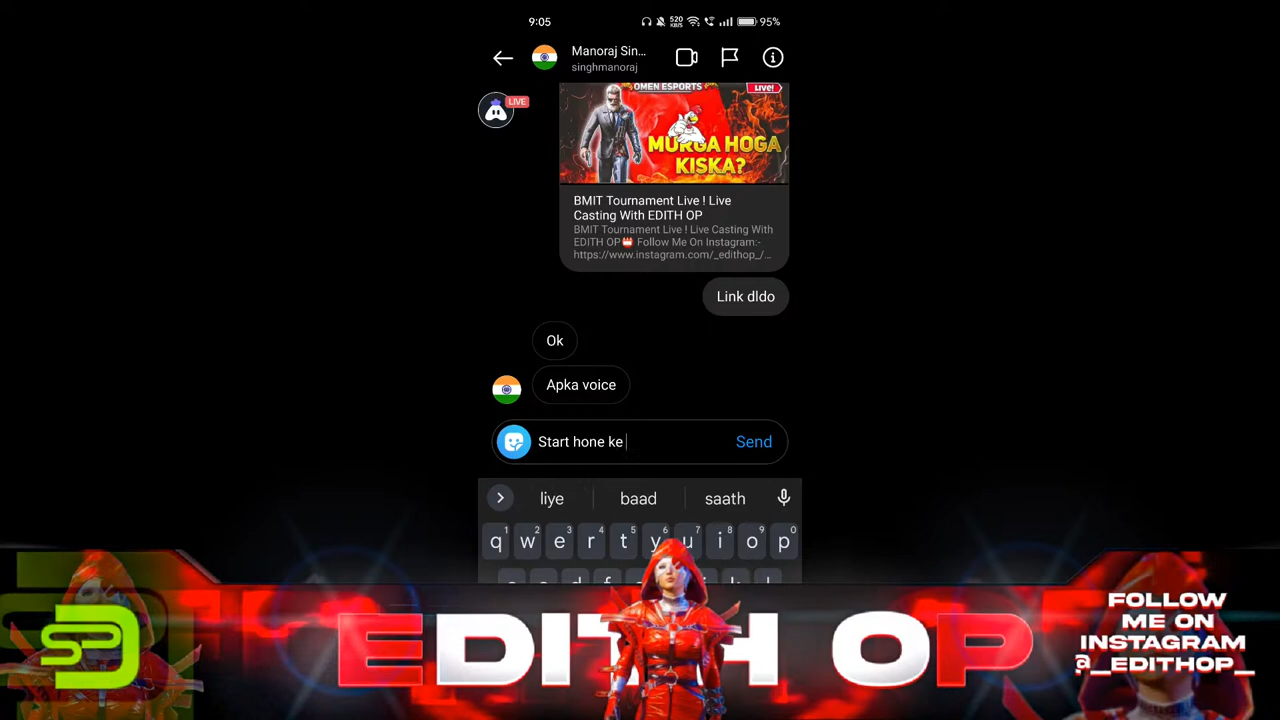 9:05
520
KB/S
95%
Manoraj Sin...
singhmanoraj
LIVE
OMEN ESPORTS
LIVE!
MURGA HOGA
KISKA?
BMIT Tournament Live ! Live
Casting With EDITH OP
BMIT Tournament Live ! Live Casting With
EDITH OP📛 Follow Me On Instagram:-
https://www.instagram.com/_edithop_/...
Link dldo
Ok
Apka voice
Start hone ke
Send
liye
baad
saath
q w e r t y u i o p
1 2 3 4 5 6 7 8 9 0
SP
EDITH OP
FOLLOW
ME ON
INSTAGRAM
@_EDITHOP_